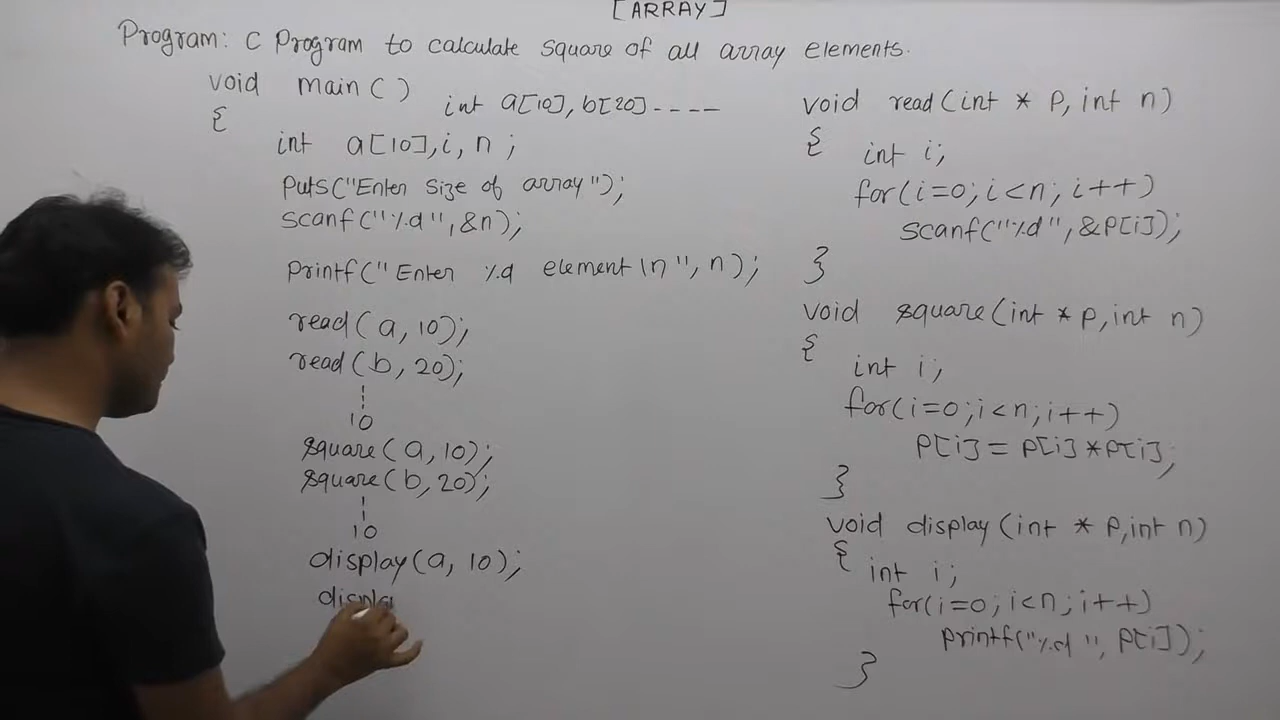 [ARRAY]
Program: C Program to calculate square of all array elements.
void main( )
{
int a[10], b[20] ----
int a[10], i, n ;
Puts("Enter size of array");
scanf("%d", &n);
Printf(" Enter %d element \n ", n);
read( a, 10);
read( b, 20);
10
square( a, 10);
square( b, 20);
10
display(a, 10);
displa
void read(int * P, int n)
{
int i;
for(i=0; i<n; i++)
scanf("%d", &P[i]);
}
void square(int * P, int n)
{
int i;
for(i=0; i<n; i++)
P[i] = P[i] * P[i];
}
void display (int * P, int n)
{
int i;
for(i=0; i<n; i++)
printf("%d ", P[i]);
}